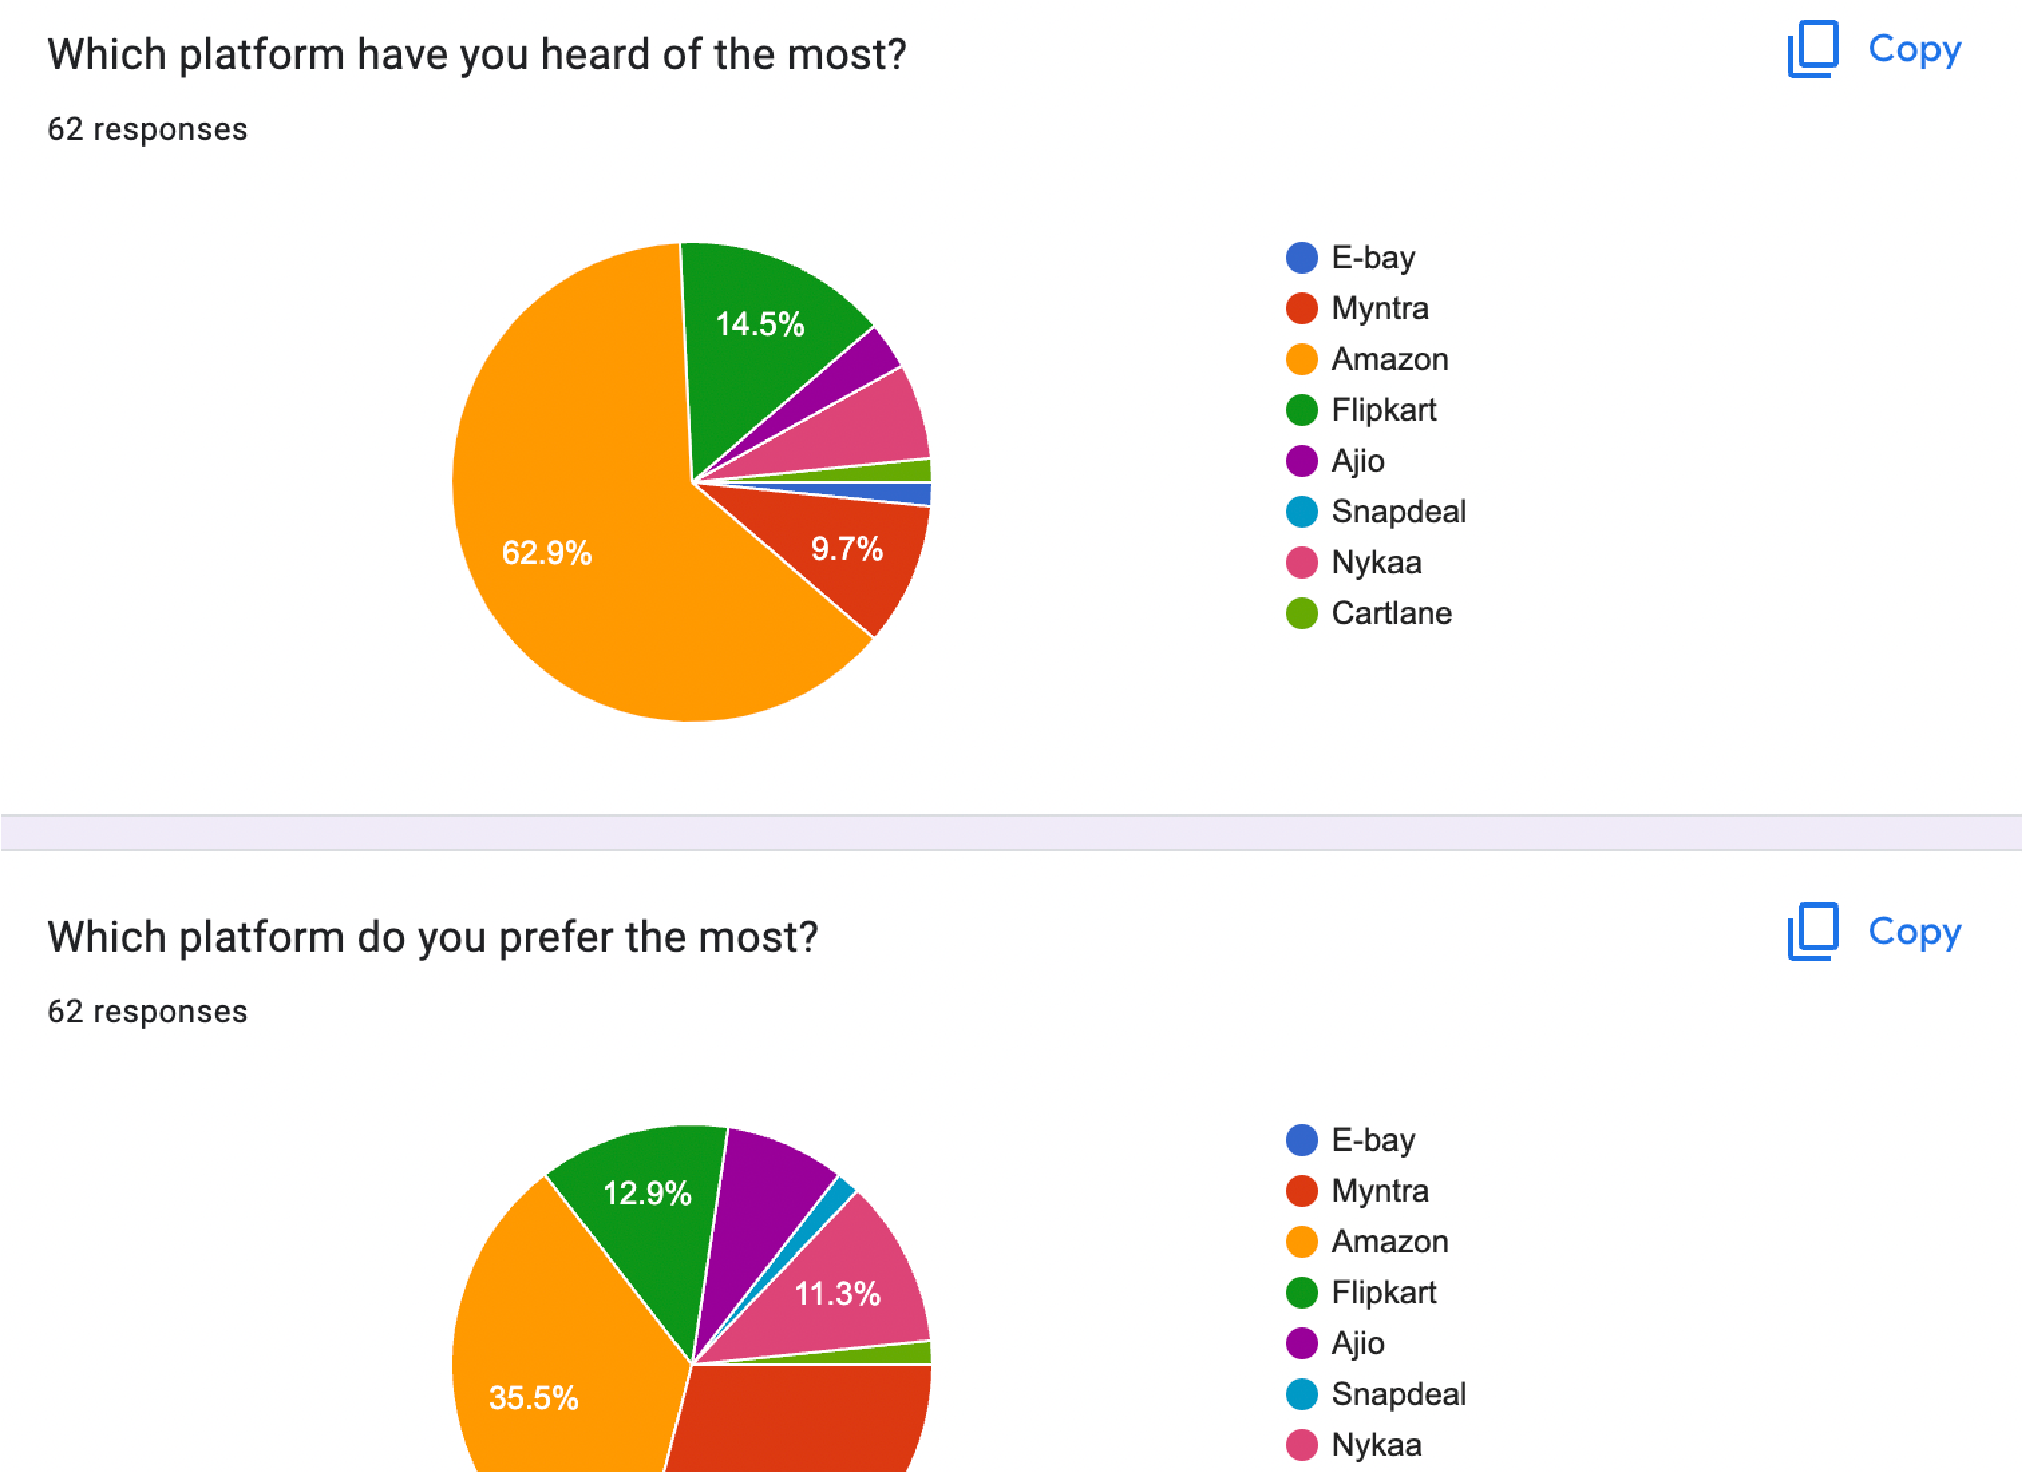 Which platform have you heard of the most?
Copy
62 responses
14.5%
62.9%
9.7%
E-bay
Myntra
Amazon
Flipkart
Ajio
Snapdeal
Nykaa
Cartlane
Which platform do you prefer the most?
Copy
62 responses
12.9%
11.3%
35.5%
E-bay
Myntra
Amazon
Flipkart
Ajio
Snapdeal
Nykaa